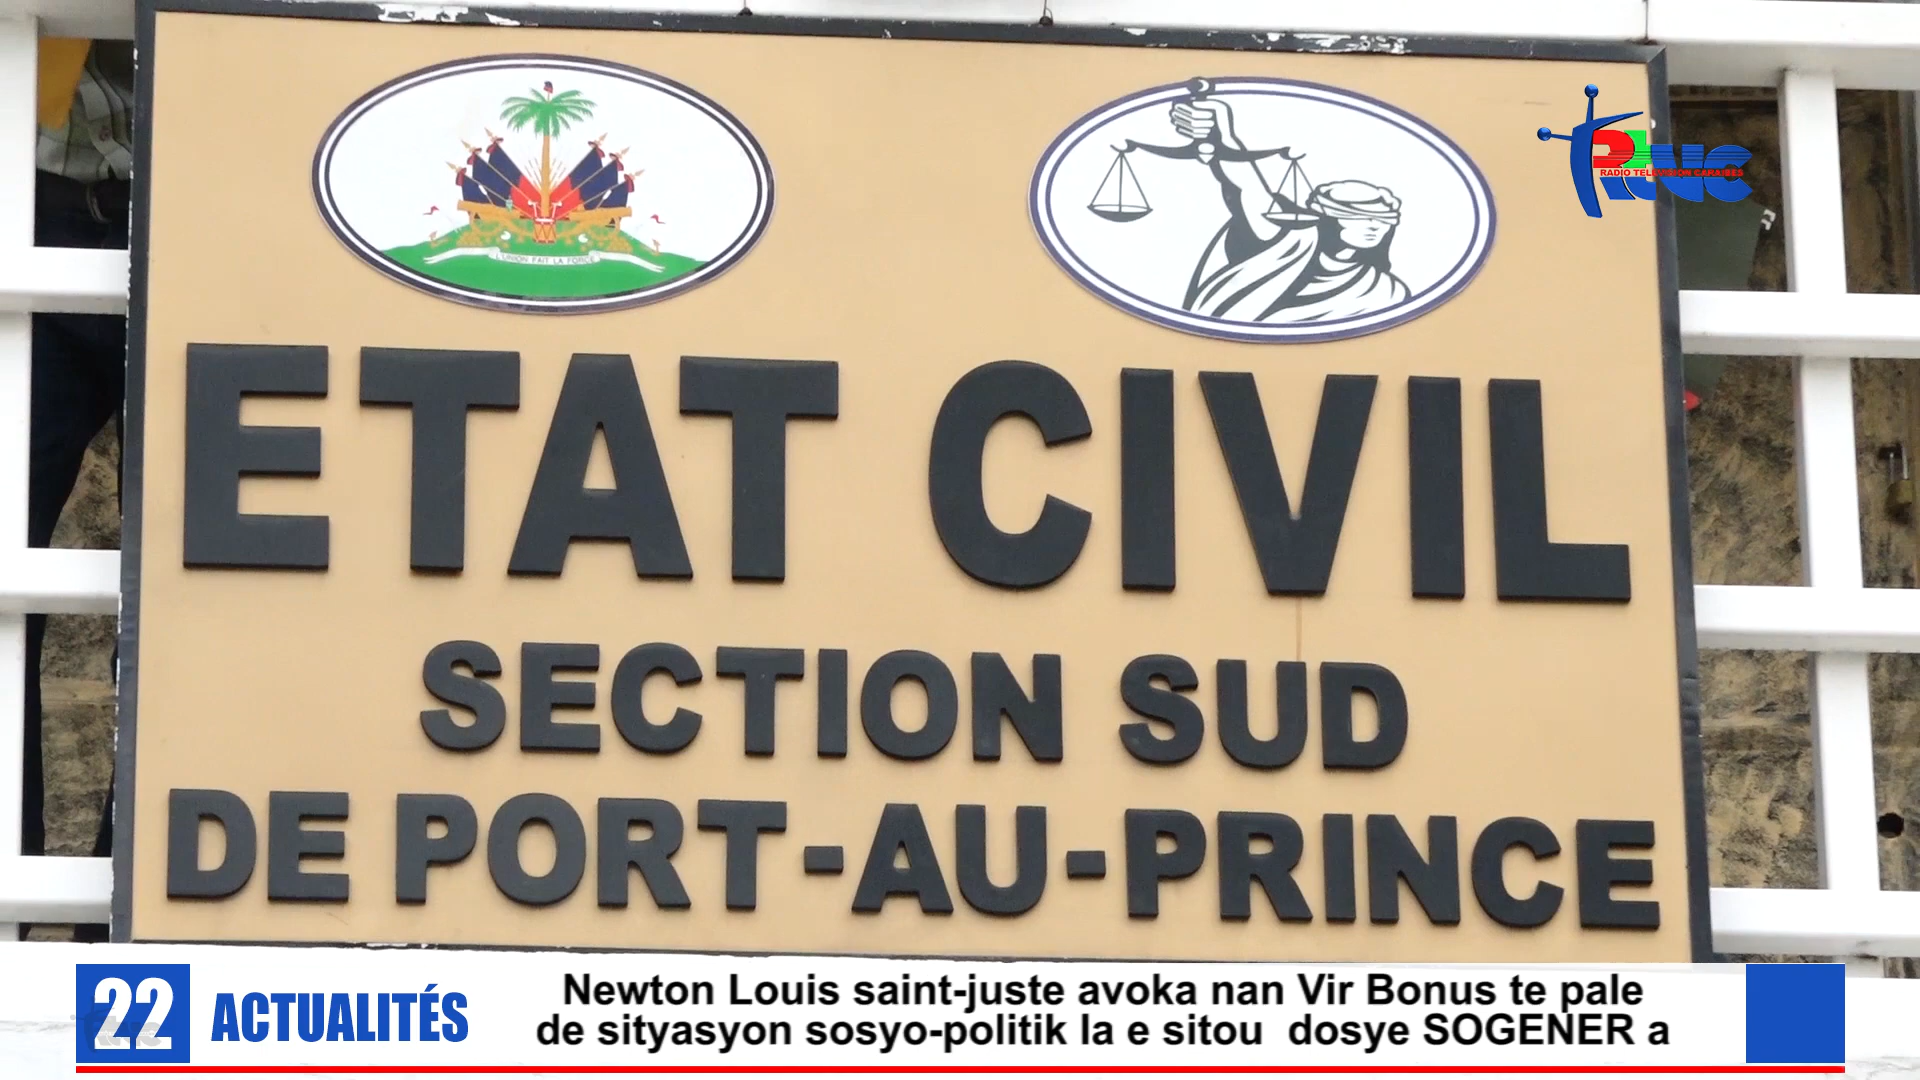 L'UNION FAIT LA FORCE
RTVC
RADIO TELEVISION CARAIBES
ETAT CIVIL
SECTION SUD
DE PORT-AU-PRINCE
22 ACTUALITÉS
Newton Louis saint-juste avoka nan Vir Bonus te pale
de sityasyon sosyo-politik la e sitou dosye SOGENER a